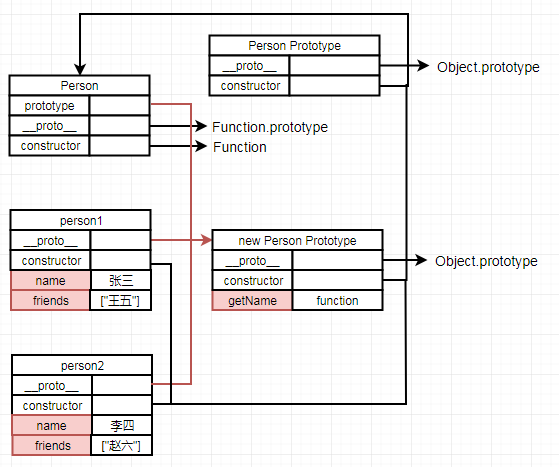 Person Prototype
__proto__
Object.prototype
constructor
Person
prototype
__proto__
Function.prototype
constructor
Function
person1
__proto__
constructor
name 张三
friends ["王五"]
new Person Prototype
__proto__
Object.prototype
constructor
getName function
person2
__proto__
constructor
name 李四
friends ["赵六"]